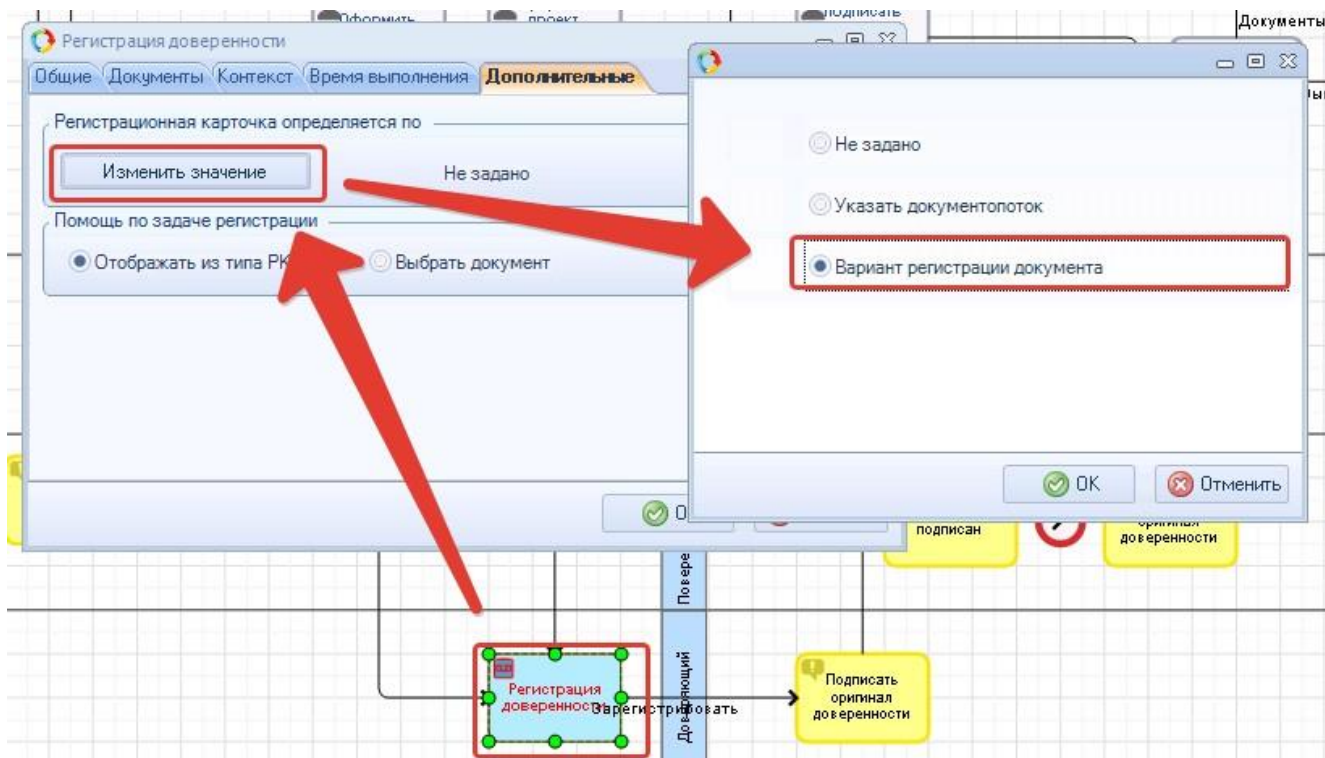 Документы
Регистрация доверенности
Общие Документы Контекст Время выполнения Дополнительные
Регистрационная карточка определяется по
Изменить значение Не задано
Помощь по задаче регистрации
Отображать из типа РК Выбрать документ
Не задано
Указать документопоток
Вариант регистрации документа
OK Отменить
подписан
оригинал
доверенности
Повере
Доверяющий
Регистрация
доверенности
Зарегистрировать
Подписать
оригинал
доверенности